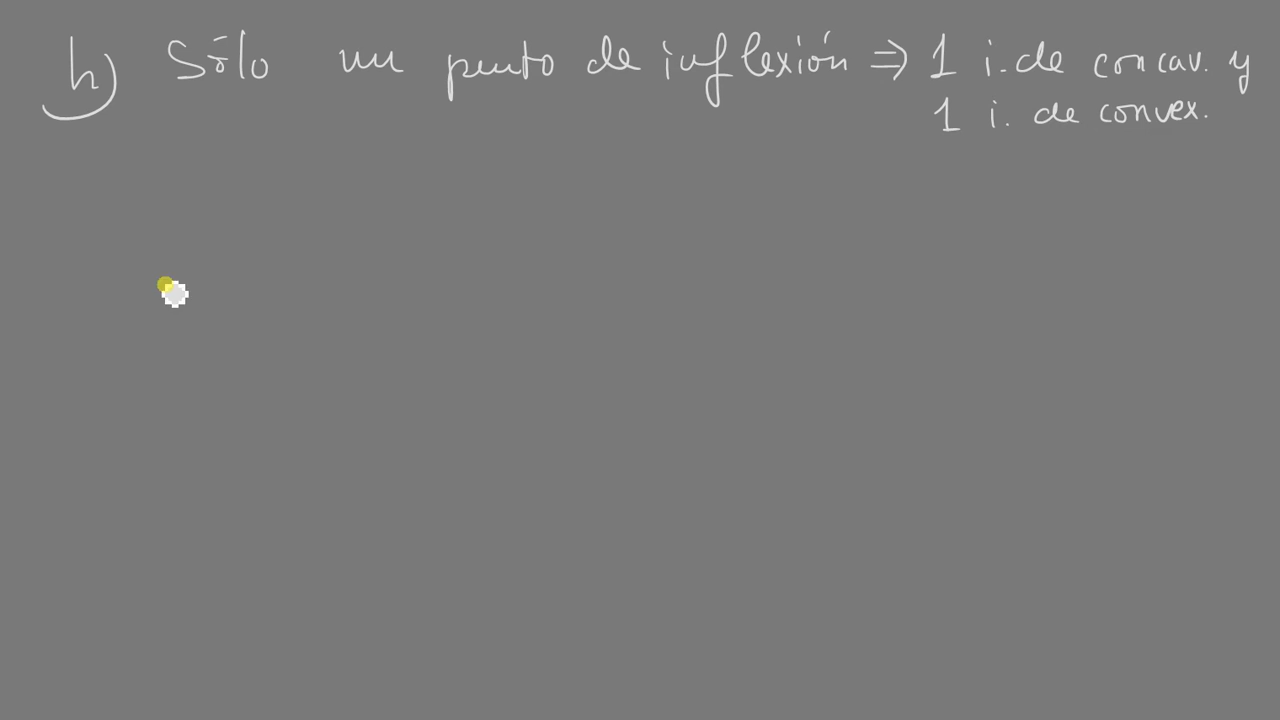 h) Sólo un punto de inflexión ⇒ 1 i. de concav. y
1 i. de convex.